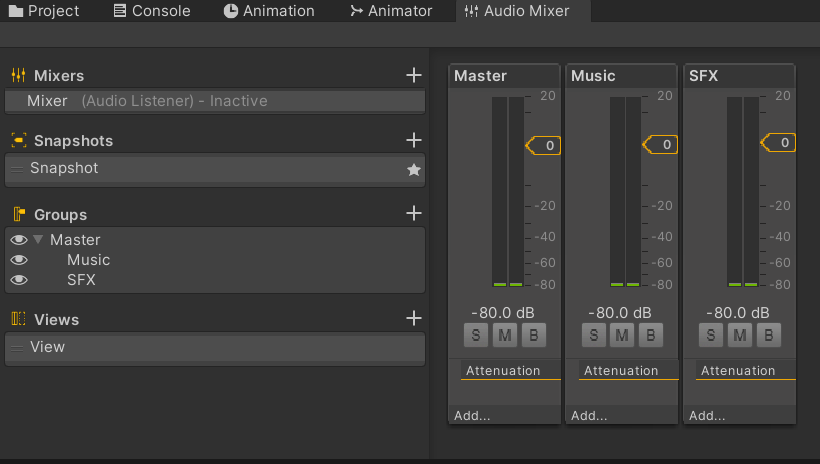 Project Console Animation Animator Audio Mixer
Mixers
Mixer (Audio Listener) - Inactive
Snapshots
Snapshot
Groups
Master
Music
SFX
Views
View
Master
20
0
-20
-40
-60
-80
-80.0 dB
S M B
Attenuation
Add...
Music
20
0
-20
-40
-60
-80
-80.0 dB
S M B
Attenuation
Add...
SFX
20
0
-20
-40
-60
-80
-80.0 dB
S M B
Attenuation
Add...